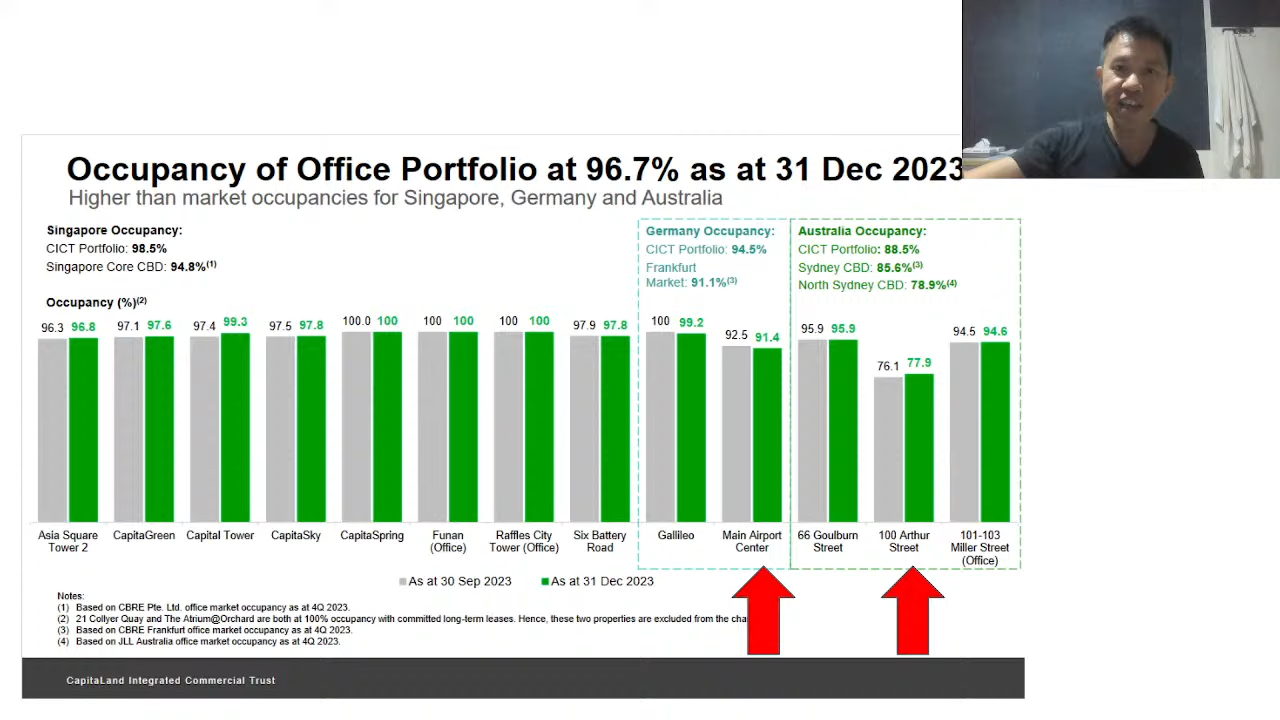 Occupancy of Office Portfolio at 96.7% as at 31 Dec 2023
Higher than market occupancies for Singapore, Germany and Australia
Singapore Occupancy:
CICT Portfolio: 98.5%
Singapore Core CBD: 94.8%(1)
Germany Occupancy:
CICT Portfolio: 94.5%
Frankfurt
Market: 91.1%(3)
Australia Occupancy:
CICT Portfolio: 88.5%
Sydney CBD: 85.6%(3)
North Sydney CBD: 78.9%(4)
Occupancy (%)(2)
96.3 96.8 97.1 97.6 97.4 99.3 97.5 97.8 100.0 100 100 100 100 100 97.9 97.8 100 99.2 92.5 91.4 95.9 95.9 76.1 77.9 94.5 94.6
Asia Square CapitaGreen Capital Tower CapitaSky CapitaSpring Funan Raffles City Six Battery Gallileo Main Airport 66 Goulburn 100 Arthur 101-103
Tower 2 (Office) Tower (Office) Road Center Street Street Miller Street
(Office)
As at 30 Sep 2023 As at 31 Dec 2023
Notes:
(1) Based on CBRE Pte. Ltd. office market occupancy as at 4Q 2023.
(2) 21 Collyer Quay and The Atrium@Orchard are both at 100% occupancy with committed long-term leases. Hence, these two properties are excluded from the cha
(3) Based on CBRE Frankfurt office market occupancy as at 4Q 2023.
(4) Based on JLL Australia office market occupancy as at 4Q 2023.
CapitaLand Integrated Commercial Trust